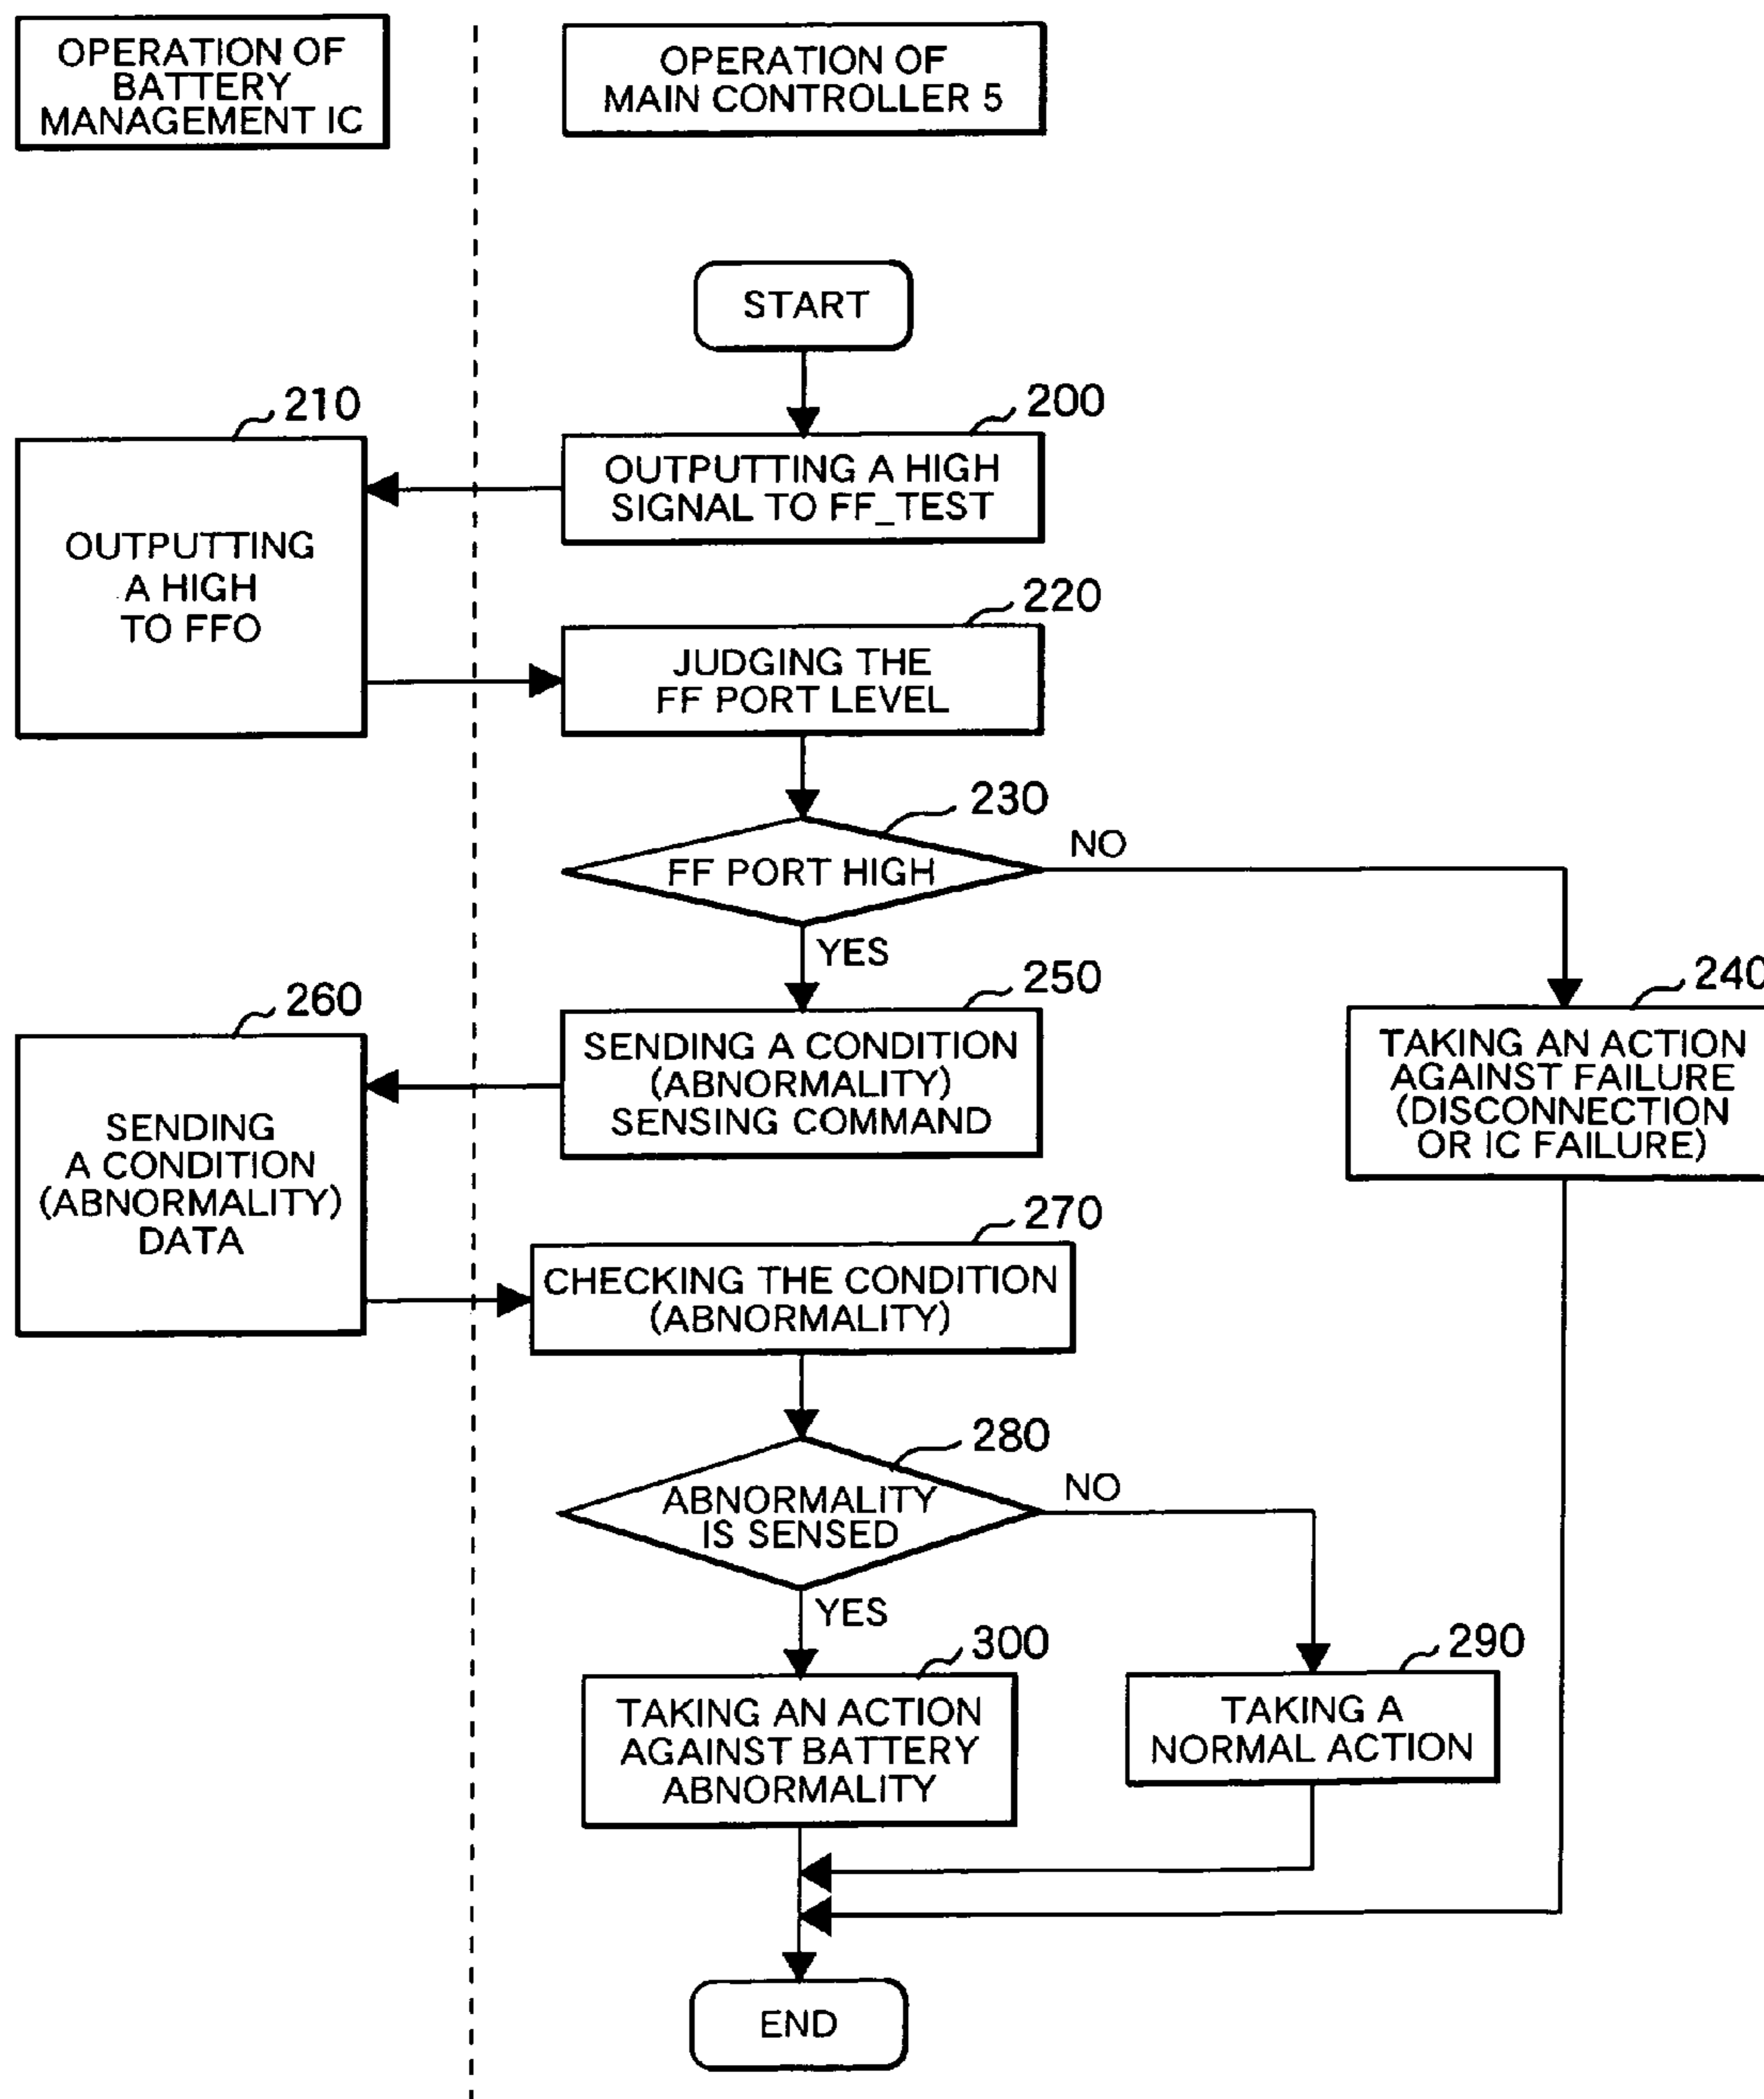 OPERATION OF
BATTERY
MANAGEMENT IC
OPERATION OF
MAIN CONTROLLER 5
START
200
OUTPUTTING A HIGH
SIGNAL TO FF_TEST
210
OUTPUTTING
A HIGH
TO FFO
220
JUDGING THE
FF PORT LEVEL
230
FF PORT HIGH
NO
YES
240
TAKING AN ACTION
AGAINST FAILURE
(DISCONNECTION
OR IC FAILURE)
250
SENDING A CONDITION
(ABNORMALITY)
SENSING COMMAND
260
SENDING
A CONDITION
(ABNORMALITY)
DATA
270
CHECKING THE CONDITION
(ABNORMALITY)
280
ABNORMALITY
IS SENSED
NO
YES
290
TAKING A
NORMAL ACTION
300
TAKING AN ACTION
AGAINST BATTERY
ABNORMALITY
END